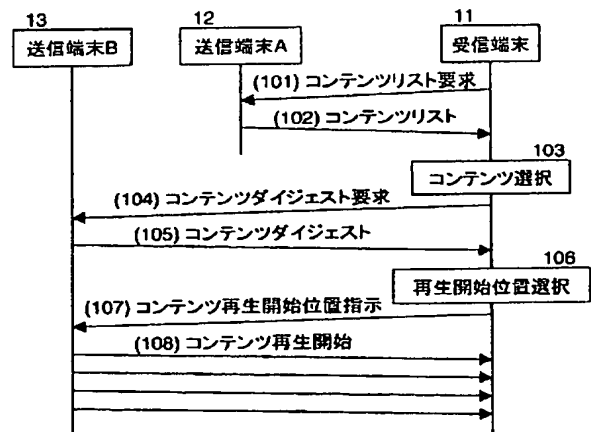 13 12 11
送信端末B 送信端末A 受信端末
(101) コンテンツリスト要求
(102) コンテンツリスト
103
コンテンツ選択
(104) コンテンツダイジェスト要求
(105) コンテンツダイジェスト
106
再生開始位置選択
(107) コンテンツ再生開始位置指示
(108) コンテンツ再生開始